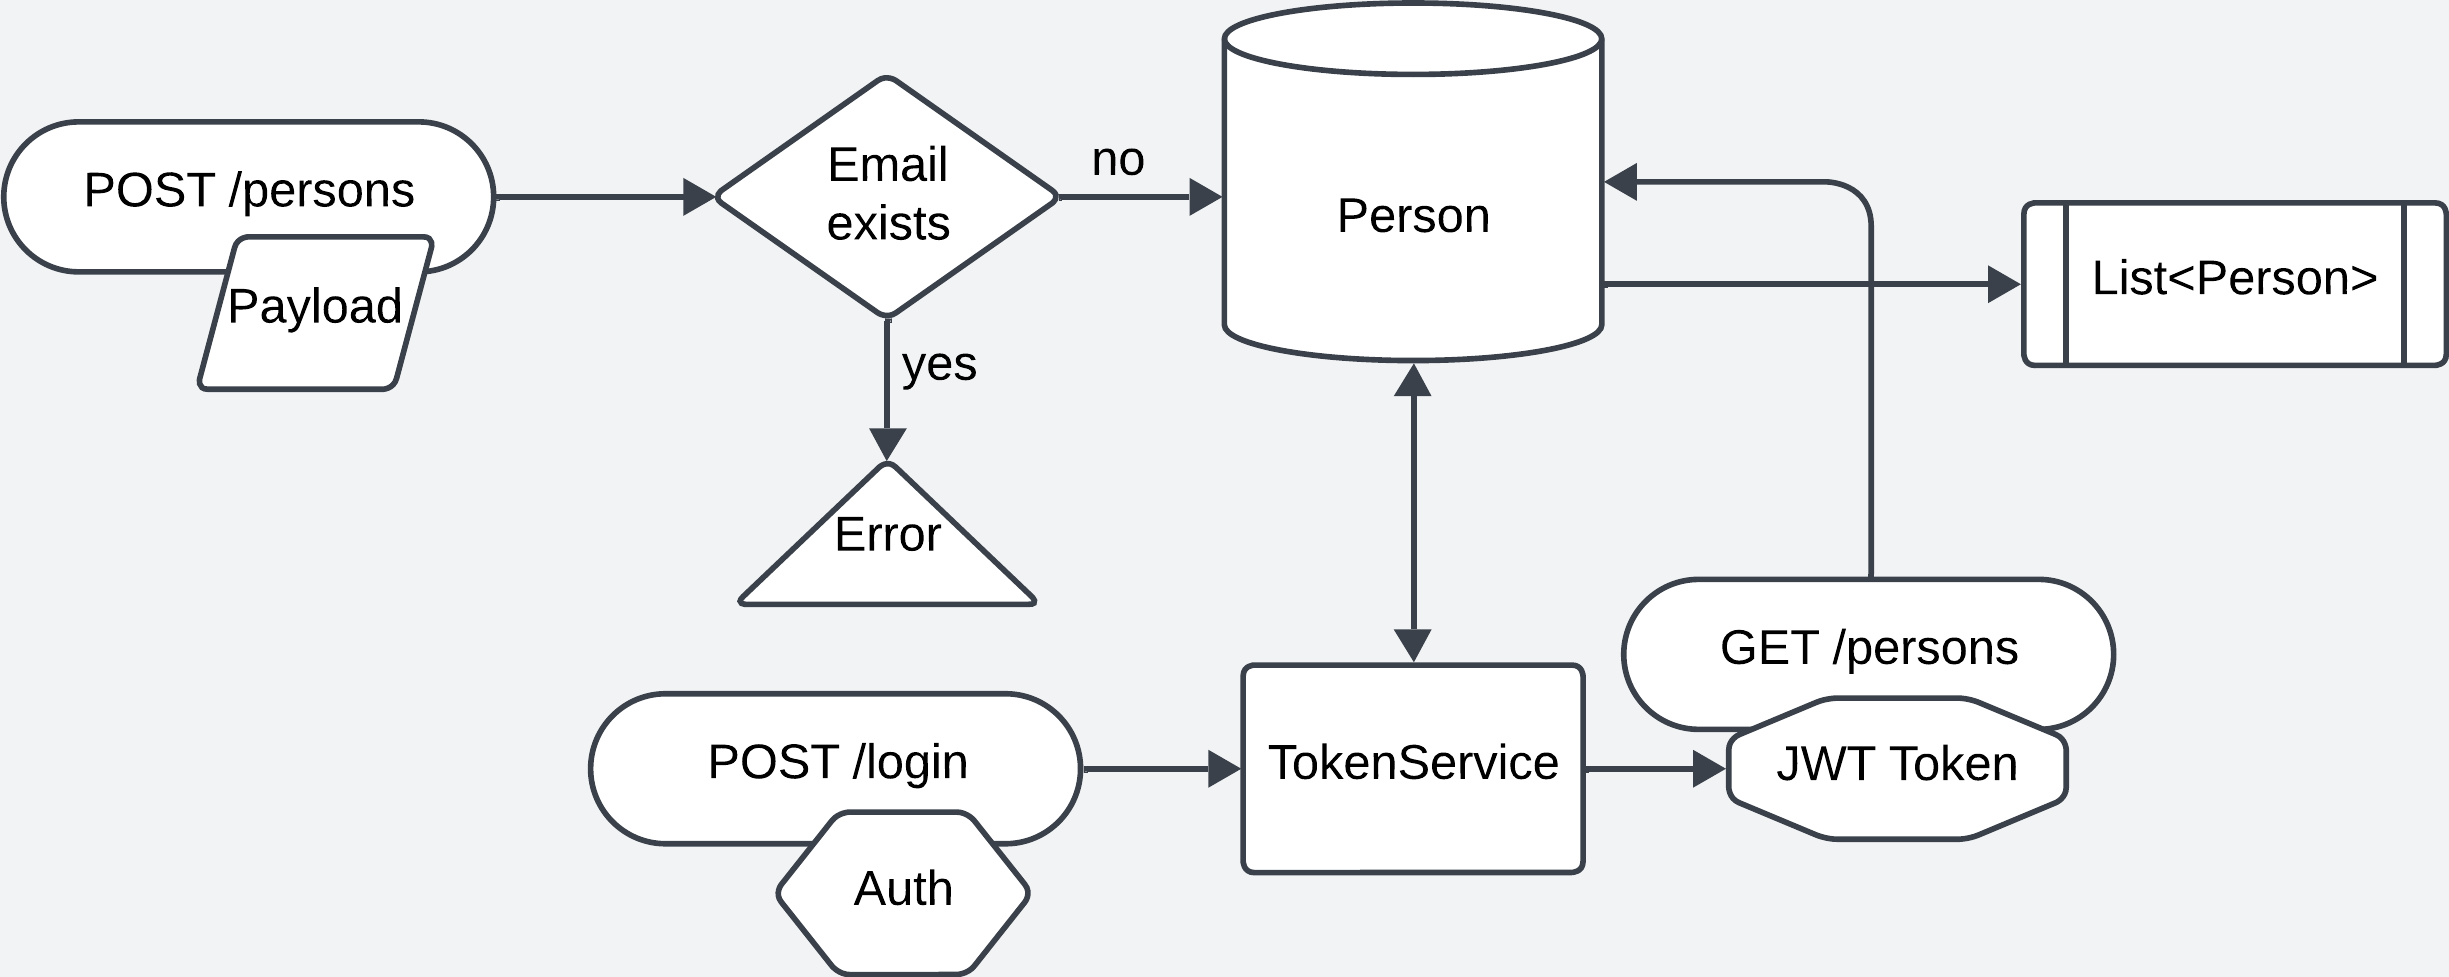 POST /persons
Payload
Email
exists
no
yes
Error
Person
List<Person>
POST /login
Auth
TokenService
GET /persons
JWT Token